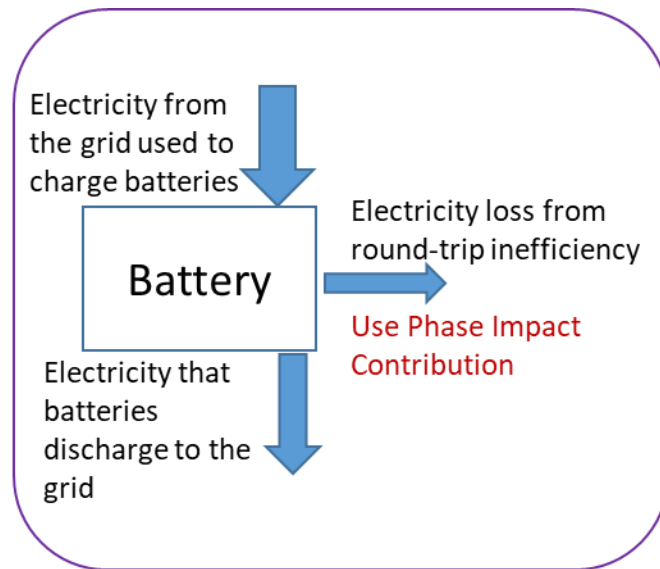 Electricity from
the grid used to
charge batteries
Electricity loss from
round-trip inefficiency
Battery
Use Phase Impact
Contribution
Electricity that
batteries
discharge to the
grid